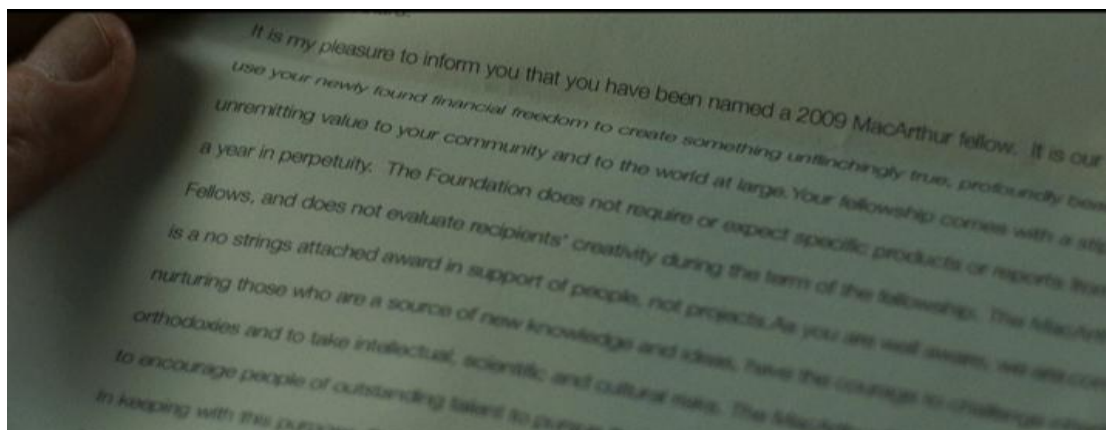 It is my pleasure to inform you that you have been named a 2009 MacArthur fellow. It is our
use your newly found financial freedom to create something unflinchingly true, profoundly
unremitting value to your community and to the world at large. Your fellowship comes with a
a year in perpetuity. The Foundation does not require or expect specific products or reports from
Fellows, and does not evaluate recipients' creativity during the term of the fellowship. The
is a no strings attached award in support of people, not projects. As you are well aware, we are
nurturing those who are a source of new knowledge and ideas, have the courage to challenge
orthodoxies and to take intellectual, scientific and cultural risks. The
to encourage people of outstanding talent to pursue
In keeping with this purpose,